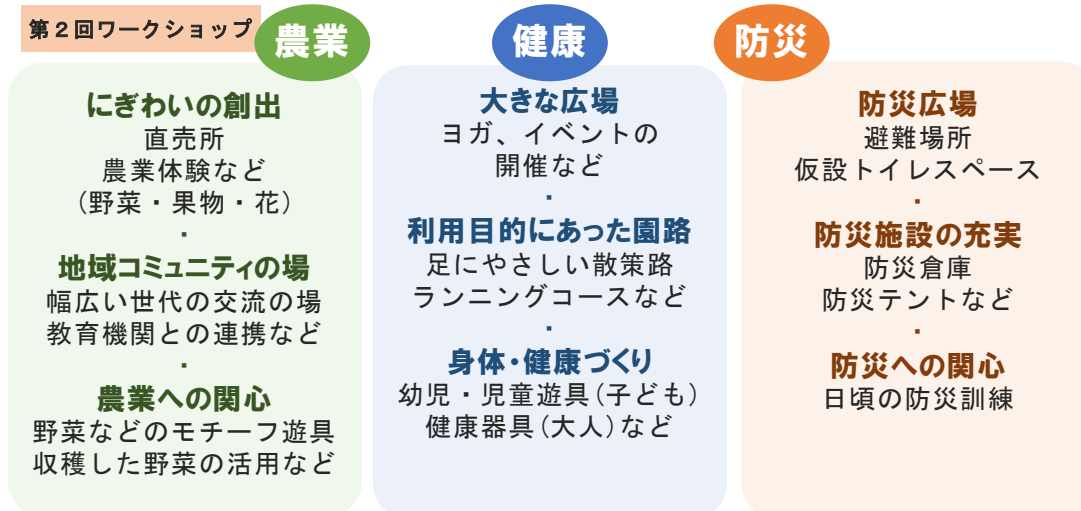 第２回ワークショップ
農業
にぎわいの創出
直売所
農業体験など
（野菜・果物・花）
・
地域コミュニティの場
幅広い世代の交流の場
教育機関との連携など
・
農業への関心
野菜などのモチーフ遊具
収穫した野菜の活用など
健康
大きな広場
ヨガ、イベントの
開催など
・
利用目的にあった園路
足にやさしい散策路
ランニングコースなど
・
身体・健康づくり
幼児・児童遊具（子ども）
健康器具（大人）など
防災
防災広場
避難場所
仮設トイレスペース
・
防災施設の充実
防災倉庫
防災テントなど
・
防災への関心
日頃の防災訓練